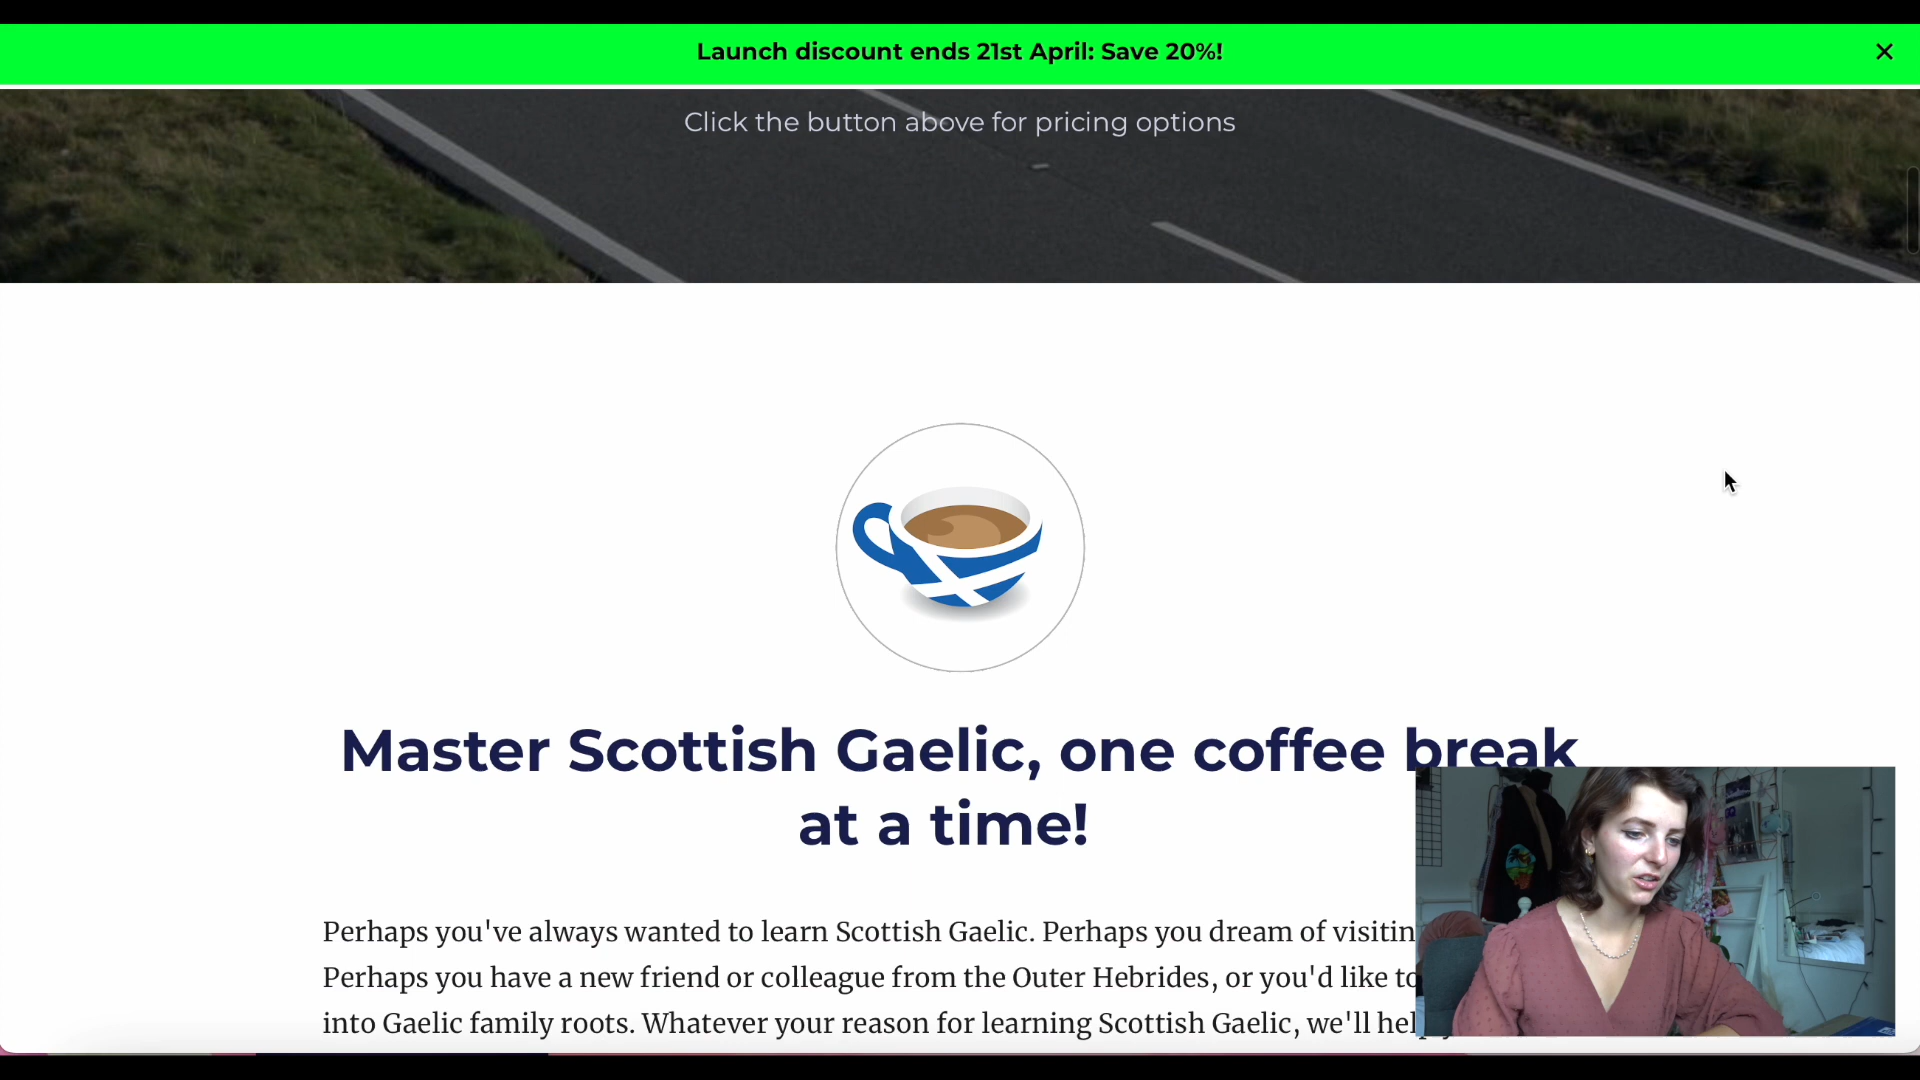 Launch discount ends 21st April: Save 20%!
Click the button above for pricing options
Master Scottish Gaelic, one coffee break
at a time!
Perhaps you've always wanted to learn Scottish Gaelic. Perhaps you dream of
Perhaps you have a new friend or colleague from the Outer Hebrides, or you'd like to
into Gaelic family roots. Whatever your reason for learning Scottish Gaelic, we'll